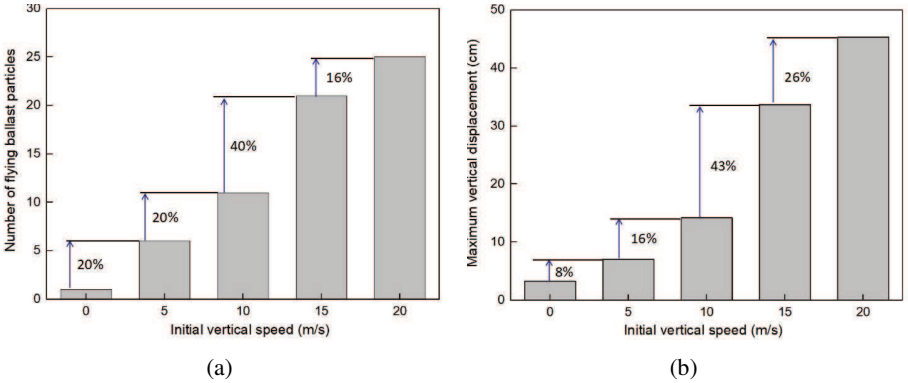 (a)
Number of flying ballast particles
30
25
20
15
10
5
0
20%
20%
40%
16%
0 5 10 15 20
Initial vertical speed (m/s)
(b)
Maximum vertical displacement (cm)
50
40
30
20
10
0
8%
16%
43%
26%
0 5 10 15 20
Initial vertical speed (m/s)
(a)
(b)